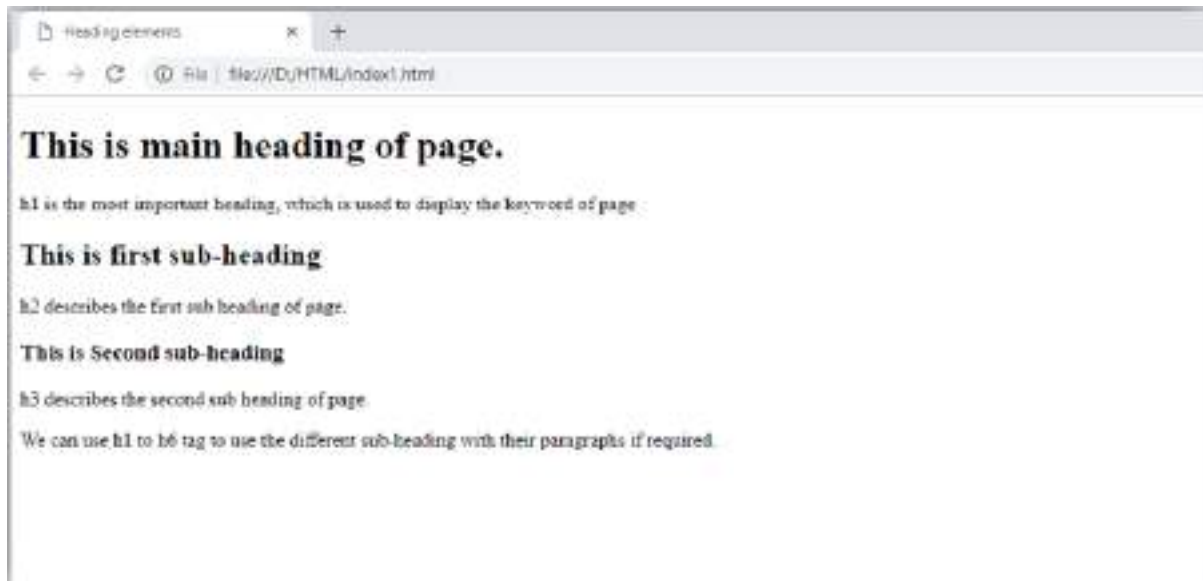 Heading elements
File | file:///D:/HTML/index1.html
This is main heading of page.
h1 is the most important heading, which is used to display the keyword of page
This is first sub-heading
h2 describes the first sub heading of page.
This is Second sub-heading
h3 describes the second sub heading of page.
We can use h1 to h6 tag to use the different sub-heading with their paragraphs if required.